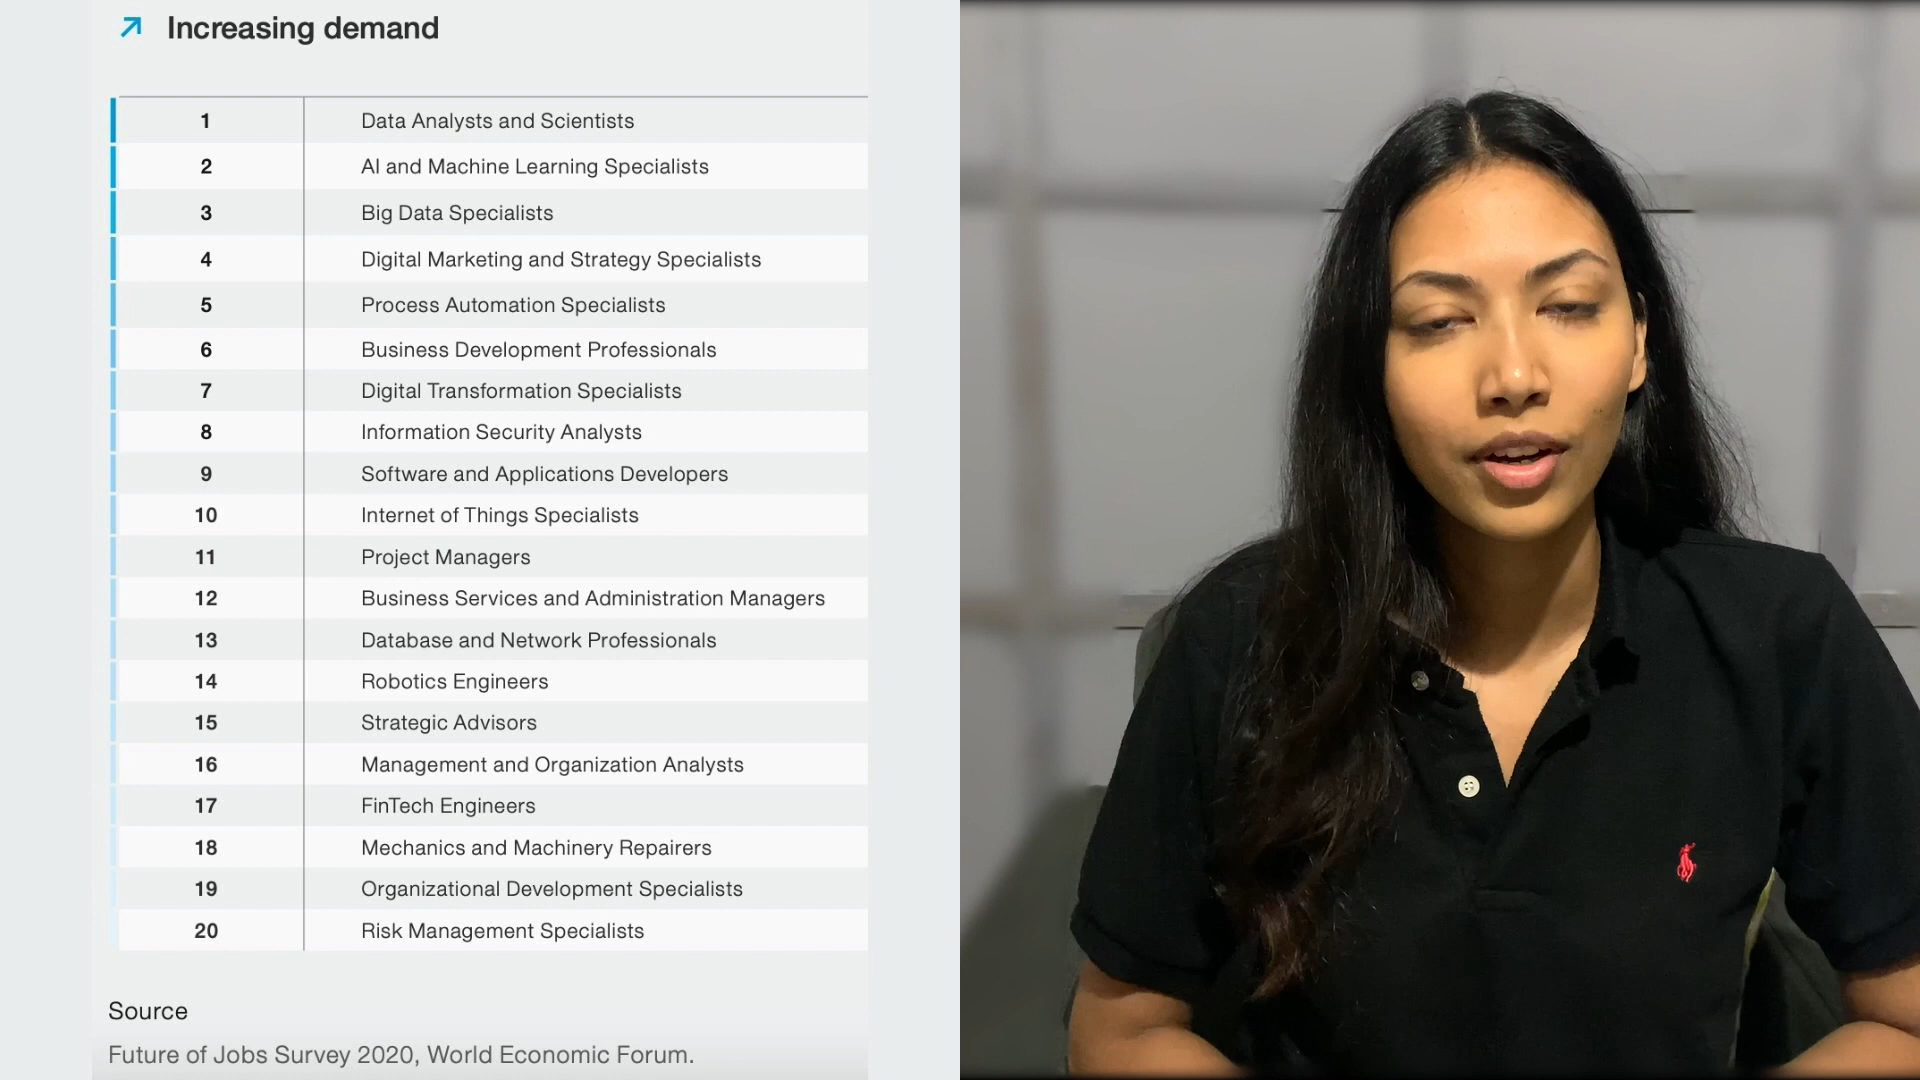 Increasing demand
1 Data Analysts and Scientists
2 AI and Machine Learning Specialists
3 Big Data Specialists
4 Digital Marketing and Strategy Specialists
5 Process Automation Specialists
6 Business Development Professionals
7 Digital Transformation Specialists
8 Information Security Analysts
9 Software and Applications Developers
10 Internet of Things Specialists
11 Project Managers
12 Business Services and Administration Managers
13 Database and Network Professionals
14 Robotics Engineers
15 Strategic Advisors
16 Management and Organization Analysts
17 FinTech Engineers
18 Mechanics and Machinery Repairers
19 Organizational Development Specialists
20 Risk Management Specialists
Source
Future of Jobs Survey 2020, World Economic Forum.